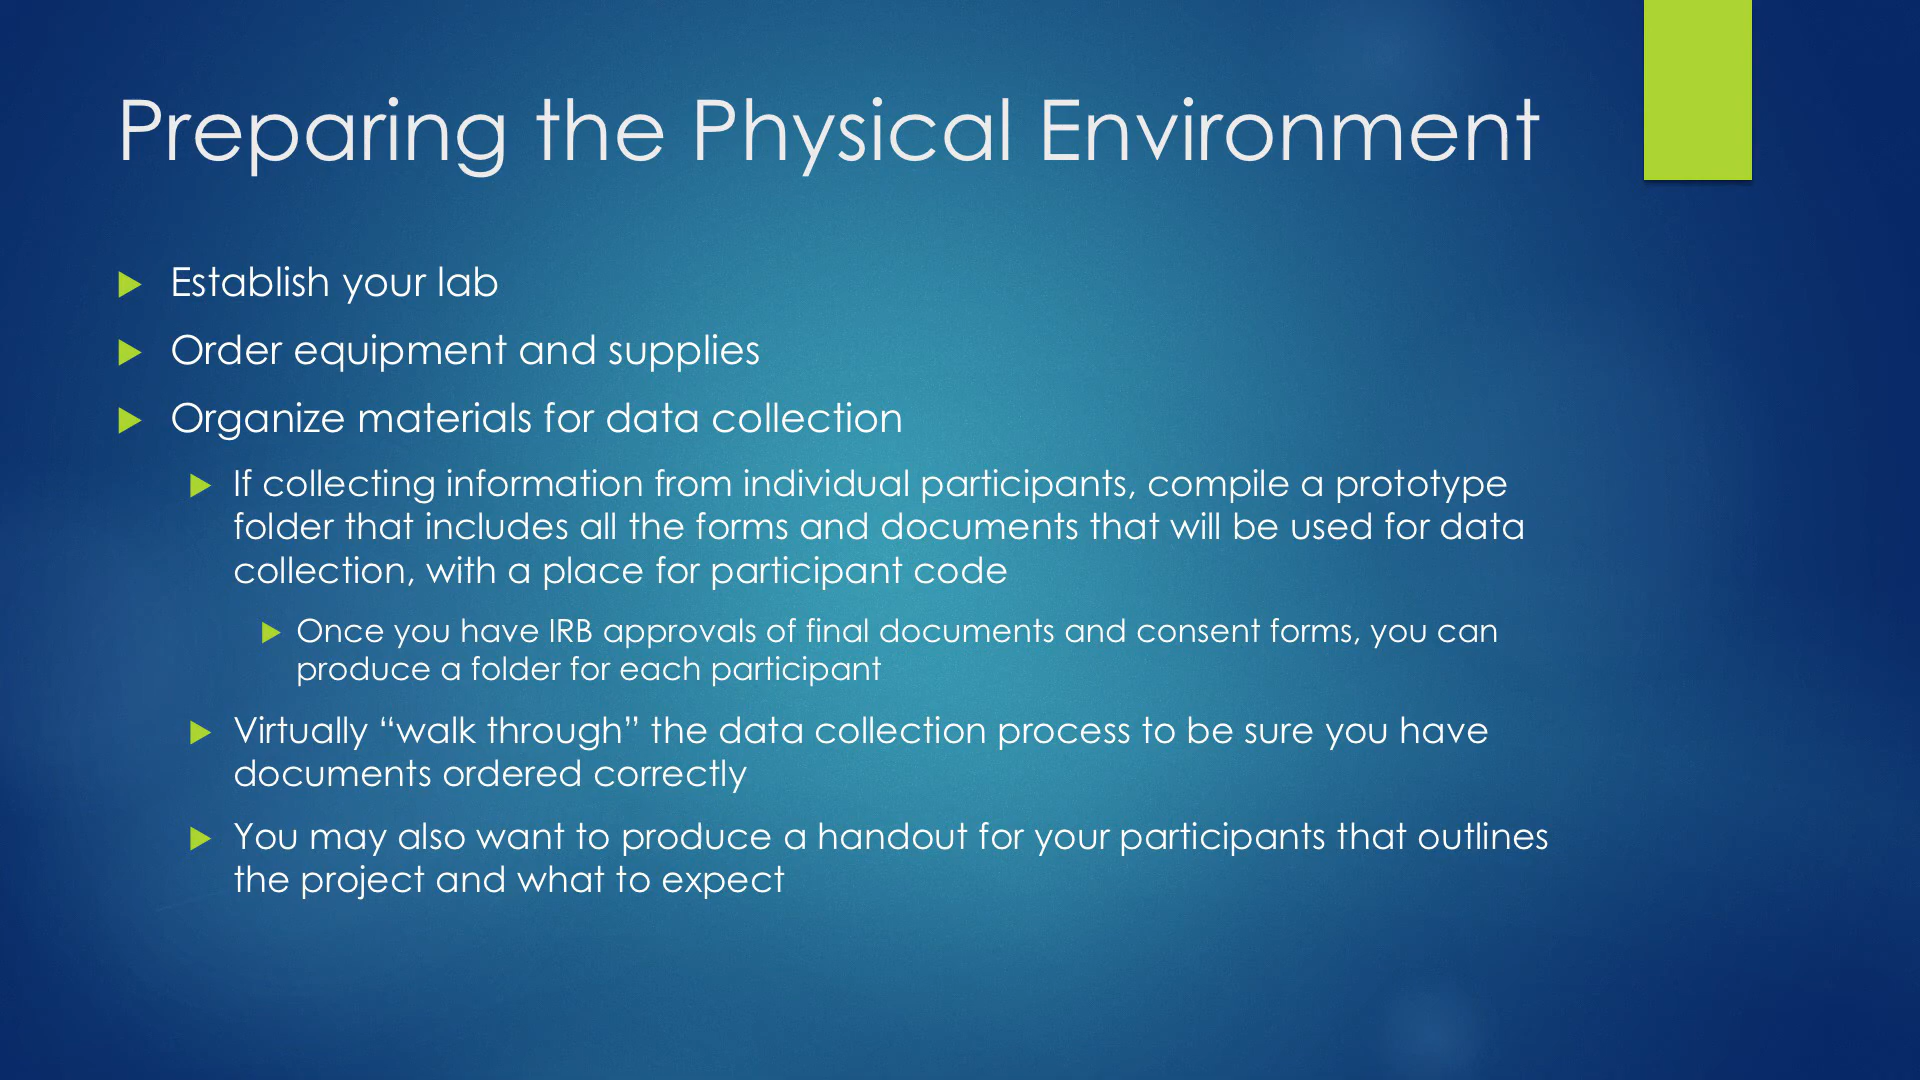 Preparing the Physical Environment
Establish your lab
Order equipment and supplies
Organize materials for data collection
If collecting information from individual participants, compile a prototype
folder that includes all the forms and documents that will be used for data
collection, with a place for participant code
Once you have IRB approvals of final documents and consent forms, you can
produce a folder for each participant
Virtually “walk through” the data collection process to be sure you have
documents ordered correctly
You may also want to produce a handout for your participants that outlines
the project and what to expect